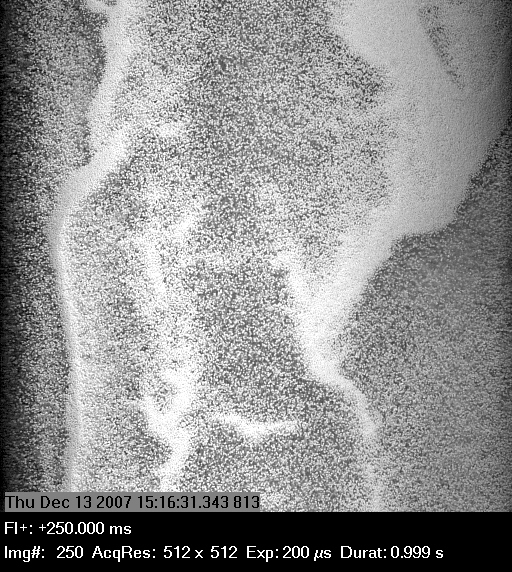 Thu Dec 13 2007 15:16:31.343 813
FI+: +250.000 ms
Img#: 250 AcqRes: 512 x 512 Exp: 200 µs Durat: 0.999 s